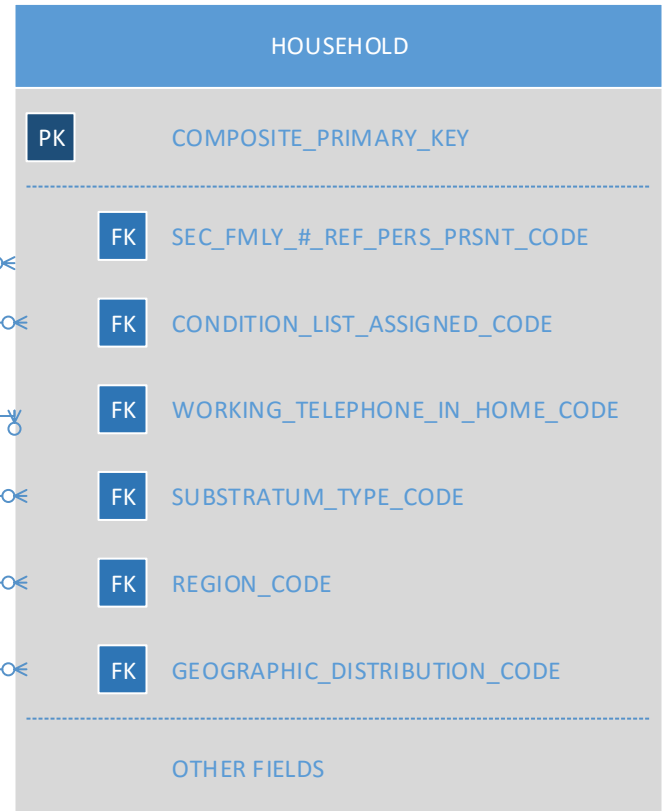 HOUSEHOLD
PK COMPOSITE_PRIMARY_KEY
FK SEC_FMLY_#_REF_PERS_PRSNT_CODE
FK CONDITION_LIST_ASSIGNED_CODE
FK WORKING_TELEPHONE_IN_HOME_CODE
FK SUBSTRATUM_TYPE_CODE
FK REGION_CODE
FK GEOGRAPHIC_DISTRIBUTION_CODE
OTHER FIELDS